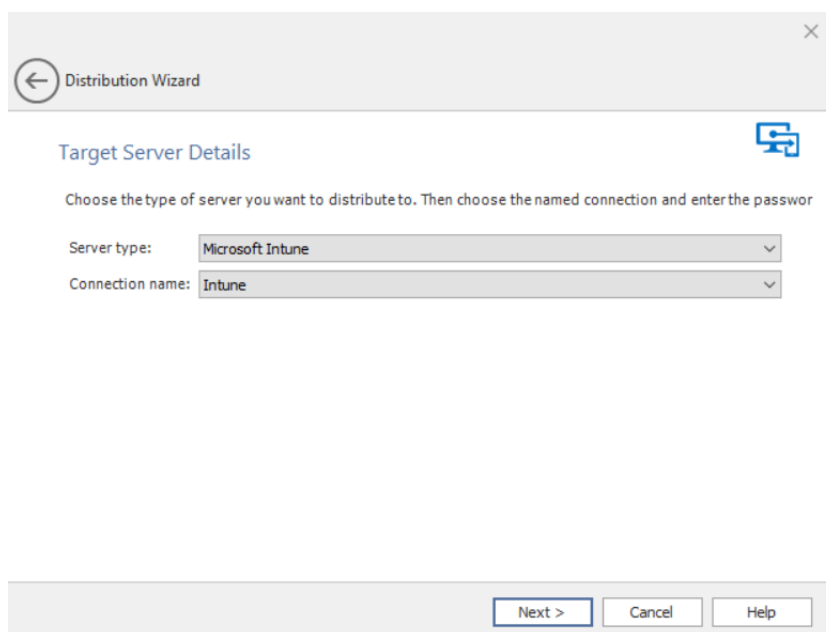 Distribution Wizard
Target Server Details
Choose the type of server you want to distribute to. Then choose the named connection and enter the passwor
Server type: Microsoft Intune
Connection name: Intune
Next > Cancel Help